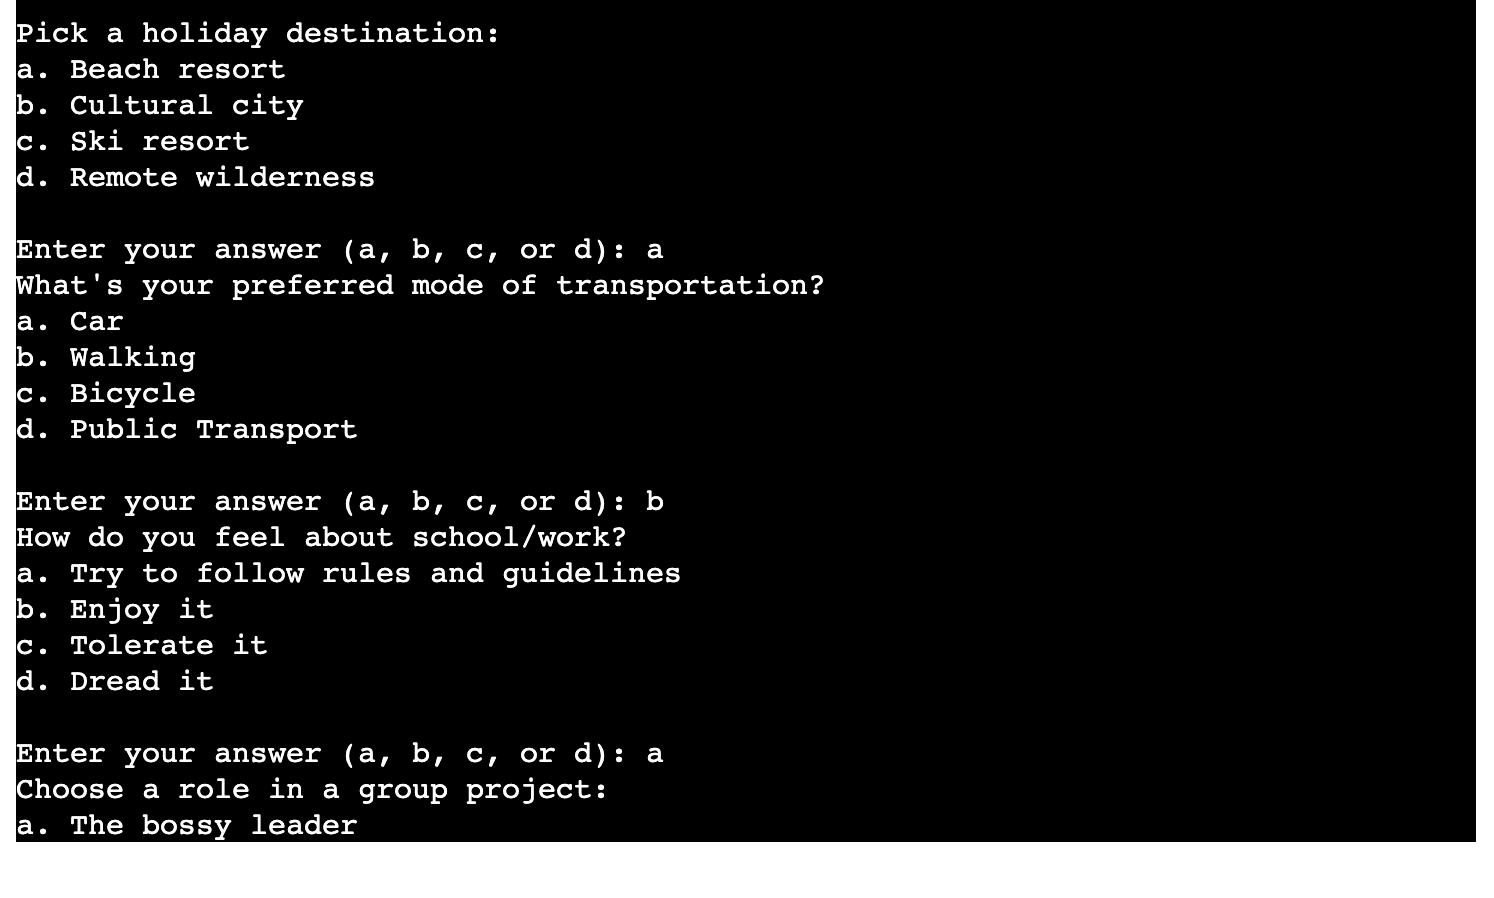 Pick a holiday destination:
a. Beach resort
b. Cultural city
c. Ski resort
d. Remote wilderness
Enter your answer (a, b, c, or d): a
What's your preferred mode of transportation?
a. Car
b. Walking
c. Bicycle
d. Public Transport
Enter your answer (a, b, c, or d): b
How do you feel about school/work?
a. Try to follow rules and guidelines
b. Enjoy it
c. Tolerate it
d. Dread it
Enter your answer (a, b, c, or d): a
Choose a role in a group project:
a. The bossy leader